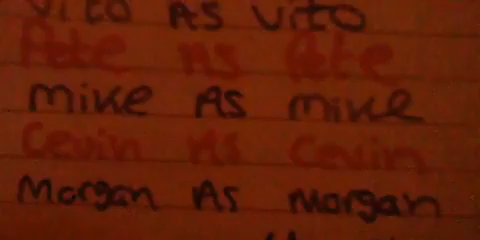 Vito As Vito
Pete As Pete
Mike As Mike
Cevin As Cevin
Morgan As Morgan